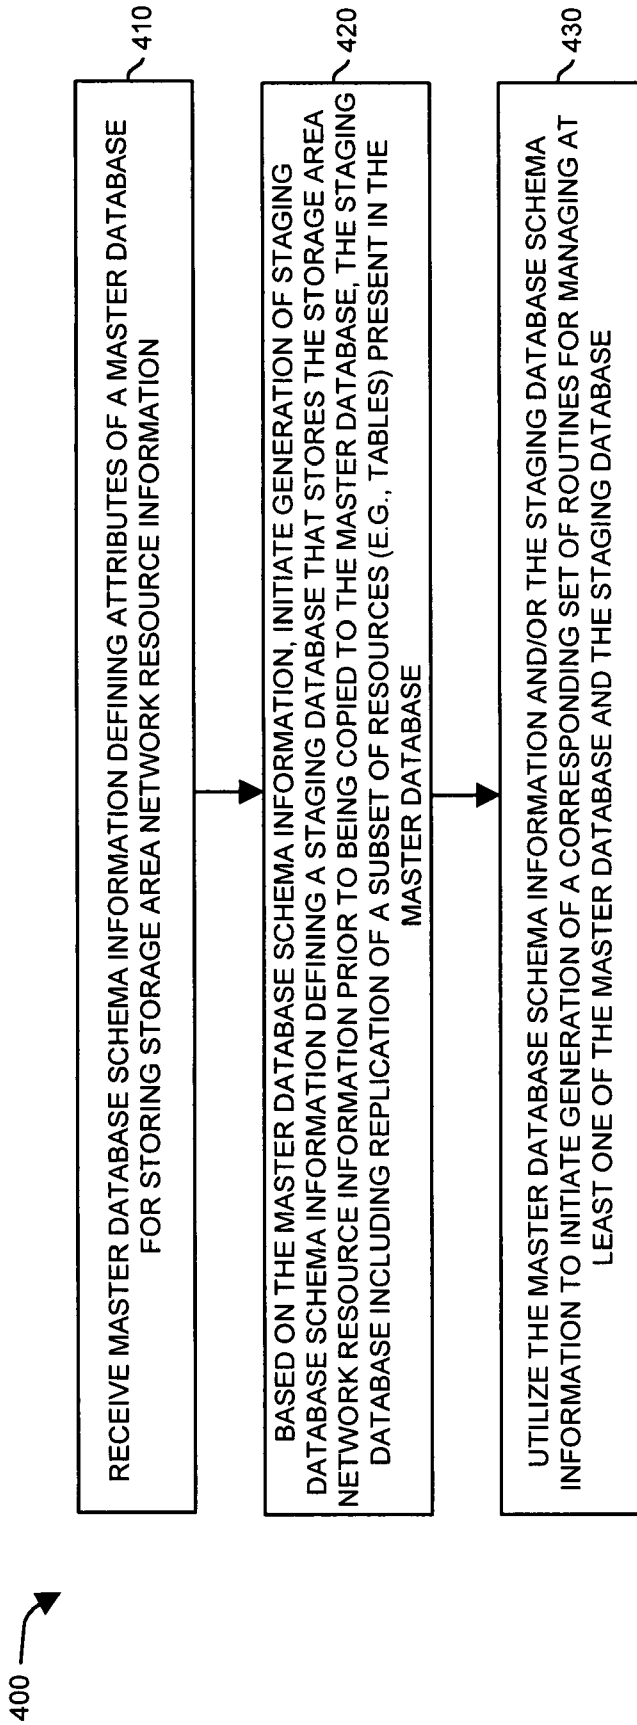 400
RECEIVE MASTER DATABASE SCHEMA INFORMATION DEFINING ATTRIBUTES OF A MASTER DATABASE
FOR STORING STORAGE AREA NETWORK RESOURCE INFORMATION
410
BASED ON THE MASTER DATABASE SCHEMA INFORMATION, INITIATE GENERATION OF STAGING
DATABASE SCHEMA INFORMATION DEFINING A STAGING DATABASE THAT STORES THE STORAGE AREA
NETWORK RESOURCE INFORMATION PRIOR TO BEING COPIED TO THE MASTER DATABASE, THE STAGING
DATABASE INCLUDING REPLICATION OF A SUBSET OF RESOURCES (E.G., TABLES) PRESENT IN THE
MASTER DATABASE
420
UTILIZE THE MASTER DATABASE SCHEMA INFORMATION AND/OR THE STAGING DATABASE SCHEMA
INFORMATION TO INITIATE GENERATION OF A CORRESPONDING SET OF ROUTINES FOR MANAGING AT
LEAST ONE OF THE MASTER DATABASE AND THE STAGING DATABASE
430